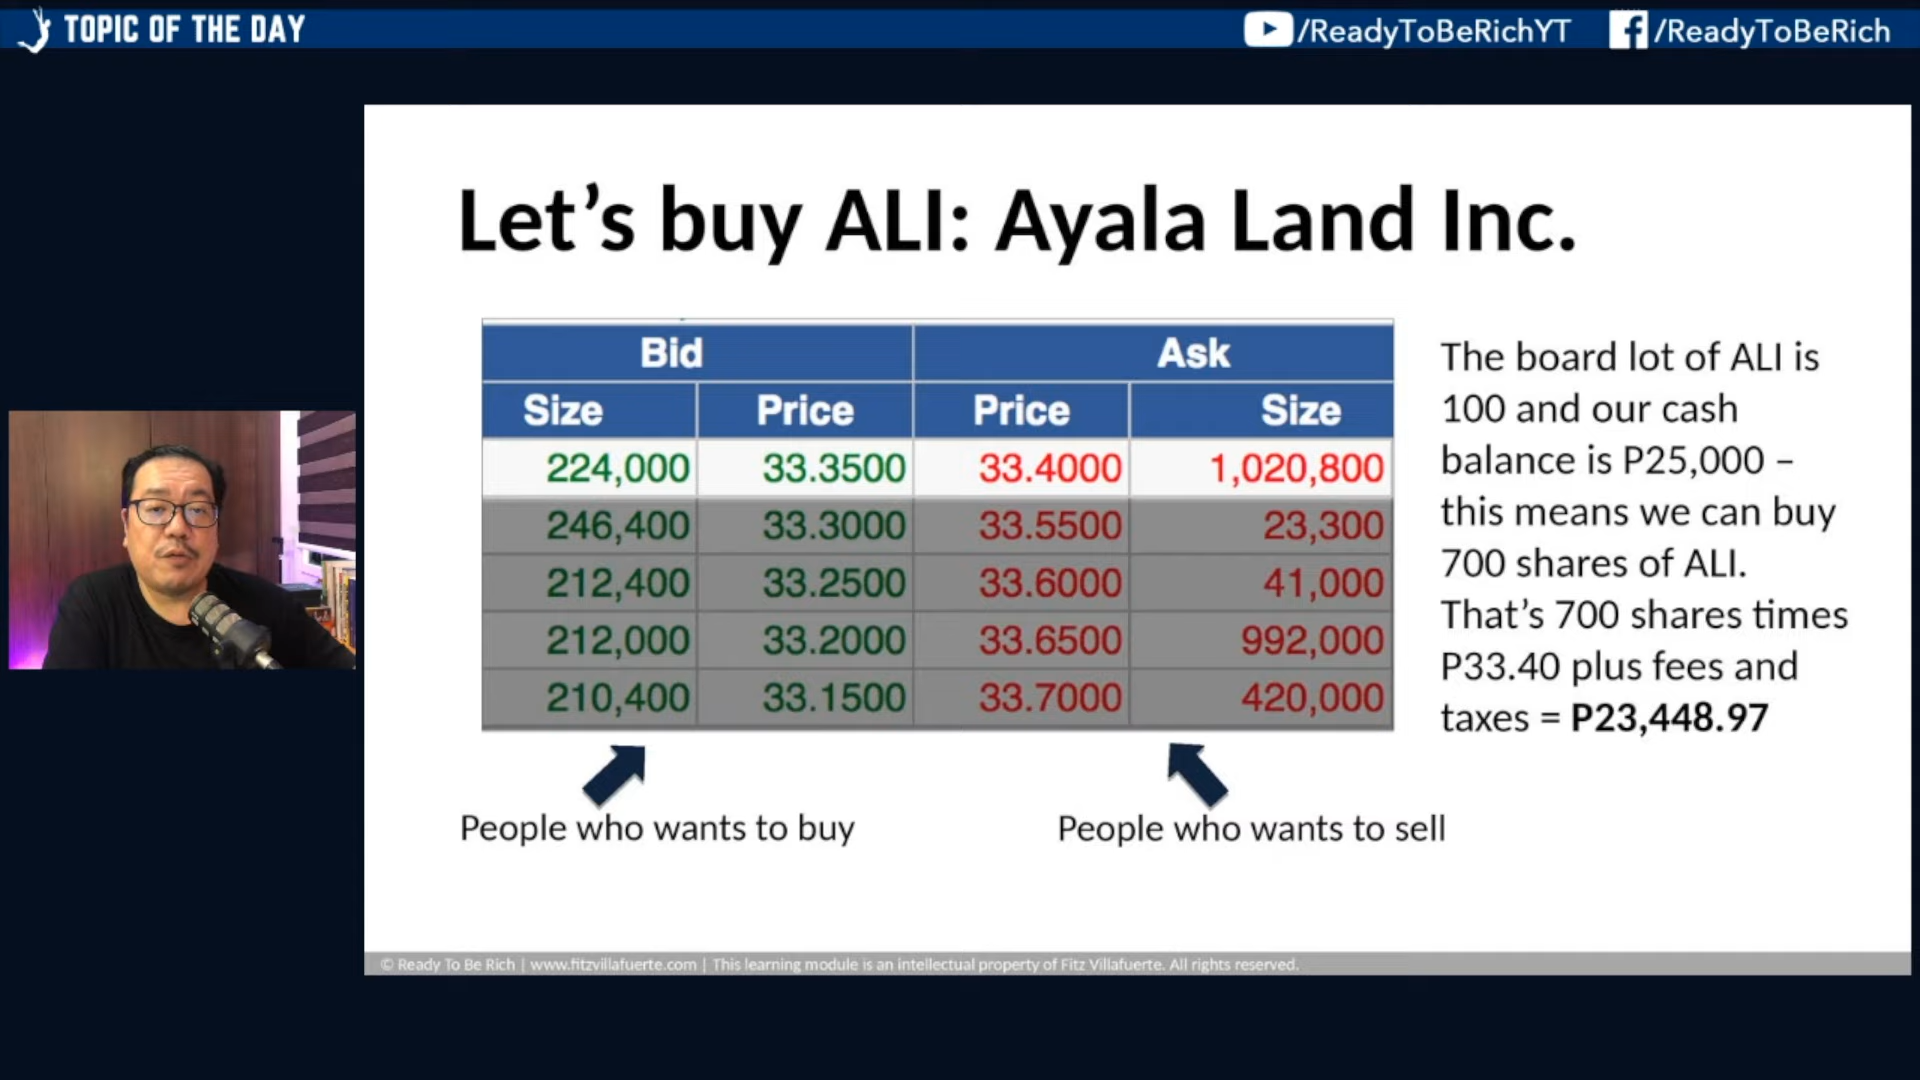 TOPIC OF THE DAY
/ReadyToBeRichYT
/ReadyToBeRich
Let’s buy ALI: Ayala Land Inc.
Bid Ask
Size Price Price Size
224,000 33.3500 33.4000 1,020,800
246,400 33.3000 33.5500 23,300
212,400 33.2500 33.6000 41,000
212,000 33.2000 33.6500 992,000
210,400 33.1500 33.7000 420,000
The board lot of ALI is
100 and our cash
balance is P25,000 –
this means we can buy
700 shares of ALI.
That’s 700 shares times
P33.40 plus fees and
taxes = P23,448.97
People who wants to buy
People who wants to sell
© Ready To Be Rich | www.fitzvillafuerte.com | This learning module is an intellectual property of Fitz Villafuerte. All rights reserved.